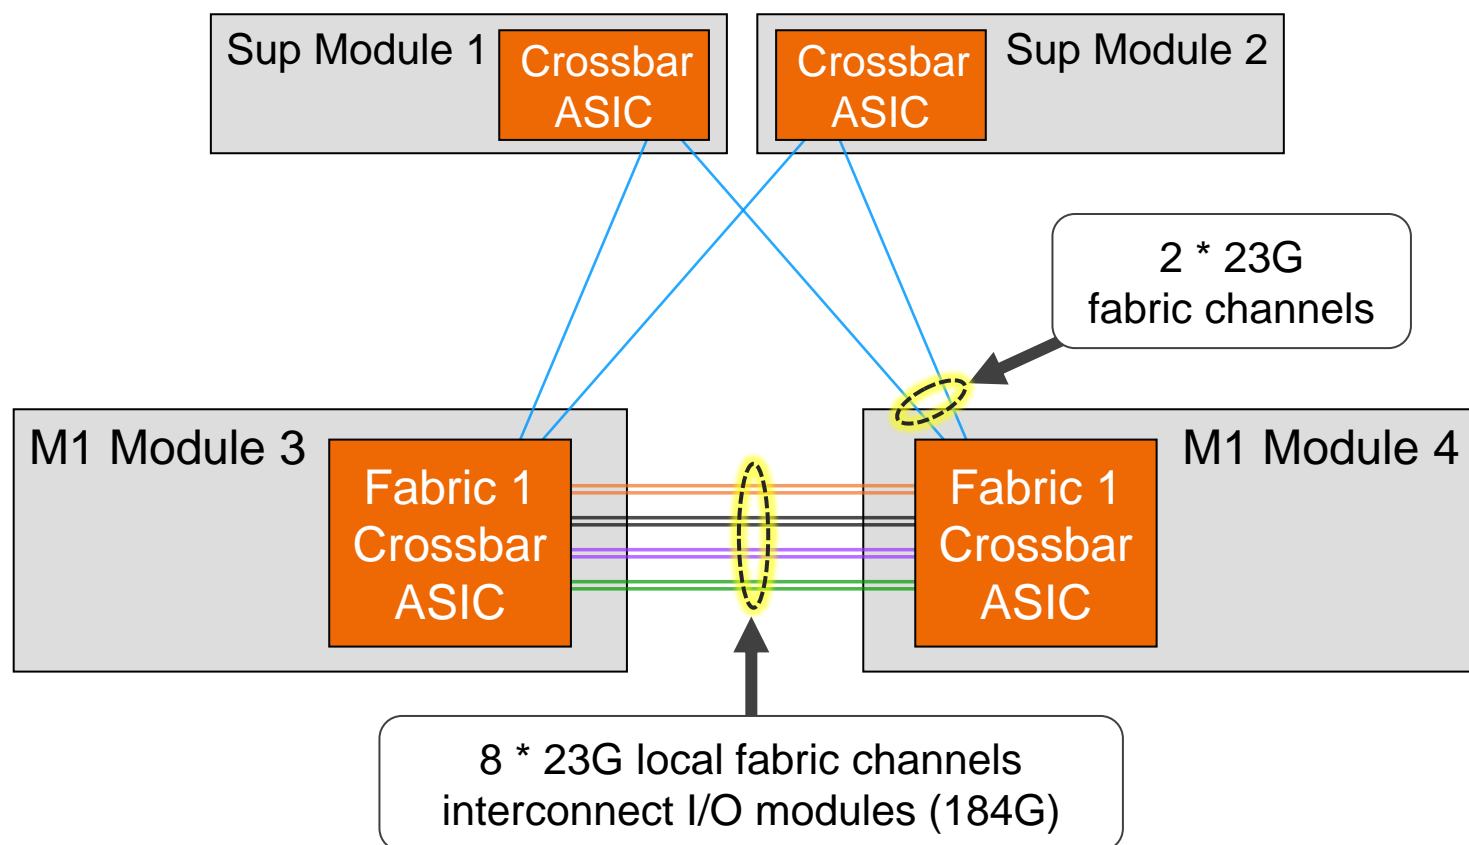 Sup Module 1
Crossbar
ASIC
Crossbar
ASIC
Sup Module 2
2 * 23G
fabric channels
M1 Module 3
Fabric 1
Crossbar
ASIC
Fabric 1
Crossbar
ASIC
M1 Module 4
8 * 23G local fabric channels
interconnect I/O modules (184G)